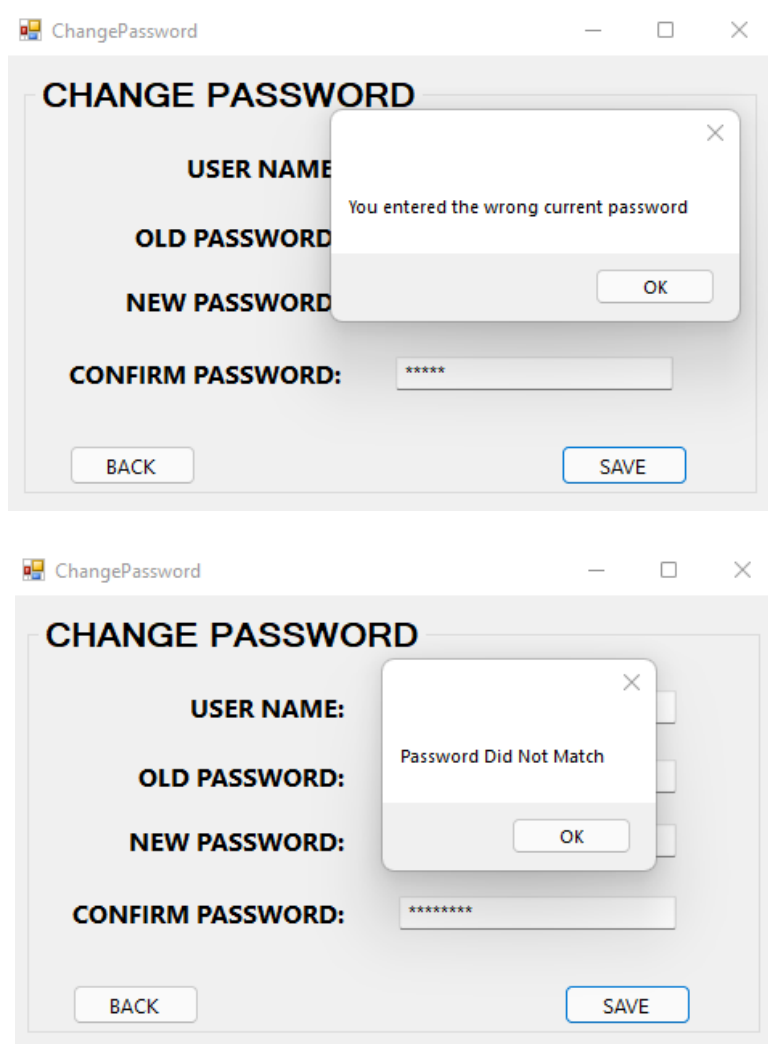 ChangePassword
CHANGE PASSWORD
USER NAME
You entered the wrong current password
OLD PASSWORD
OK
NEW PASSWORD
CONFIRM PASSWORD: *****
BACK SAVE
ChangePassword
CHANGE PASSWORD
USER NAME:
Password Did Not Match
OLD PASSWORD:
OK
NEW PASSWORD:
CONFIRM PASSWORD: ********
BACK SAVE